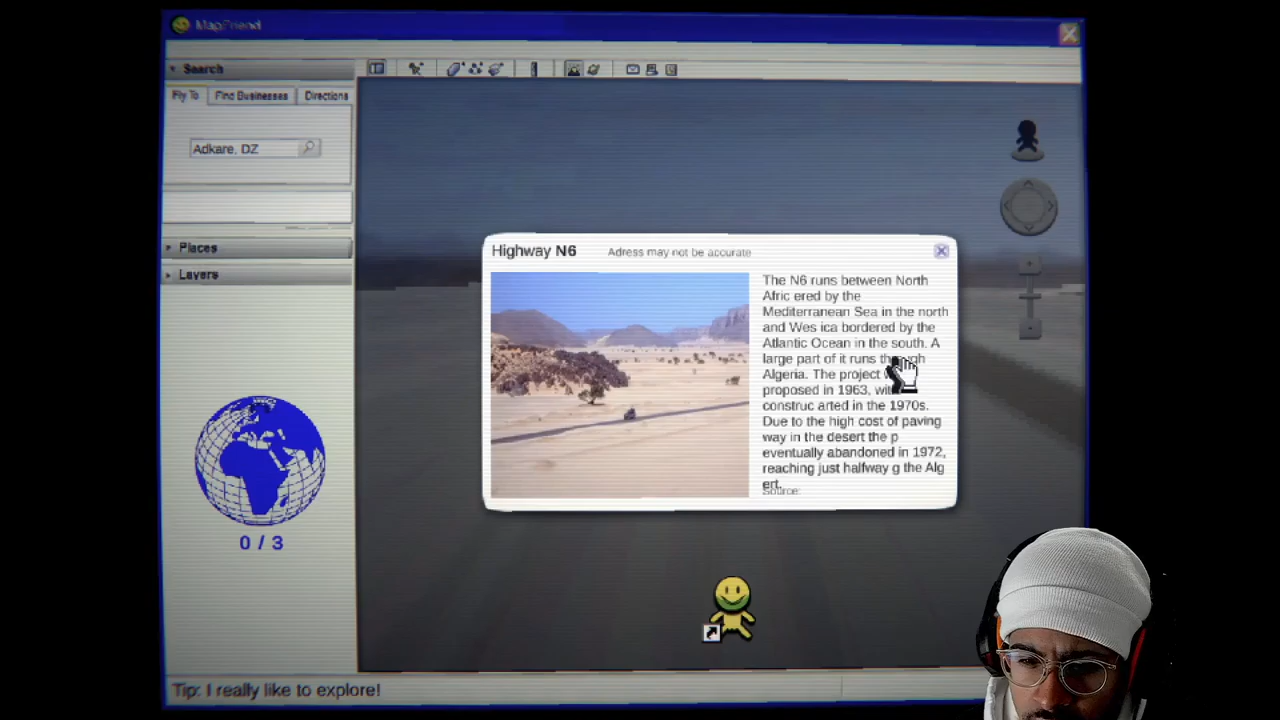 MapFriend
Search
Fly To
Find Businesses
Directions
Adkare, DZ
Places
Layers
0 / 3
Highway N6
Adress may not be accurate
The N6 runs between North
Afric ered by the
Mediterranean Sea in the north
and Wes ica bordered by the
Atlantic Ocean in the south. A
large part of it runs
Algeria. The project
proposed in 1963,
construc arted in the 1970s.
Due to the high cost of paving
way in the desert the p
eventually abandoned in 1972,
reaching just halfway g the Alg
ert.
Source:
Tip: I really like to explore!